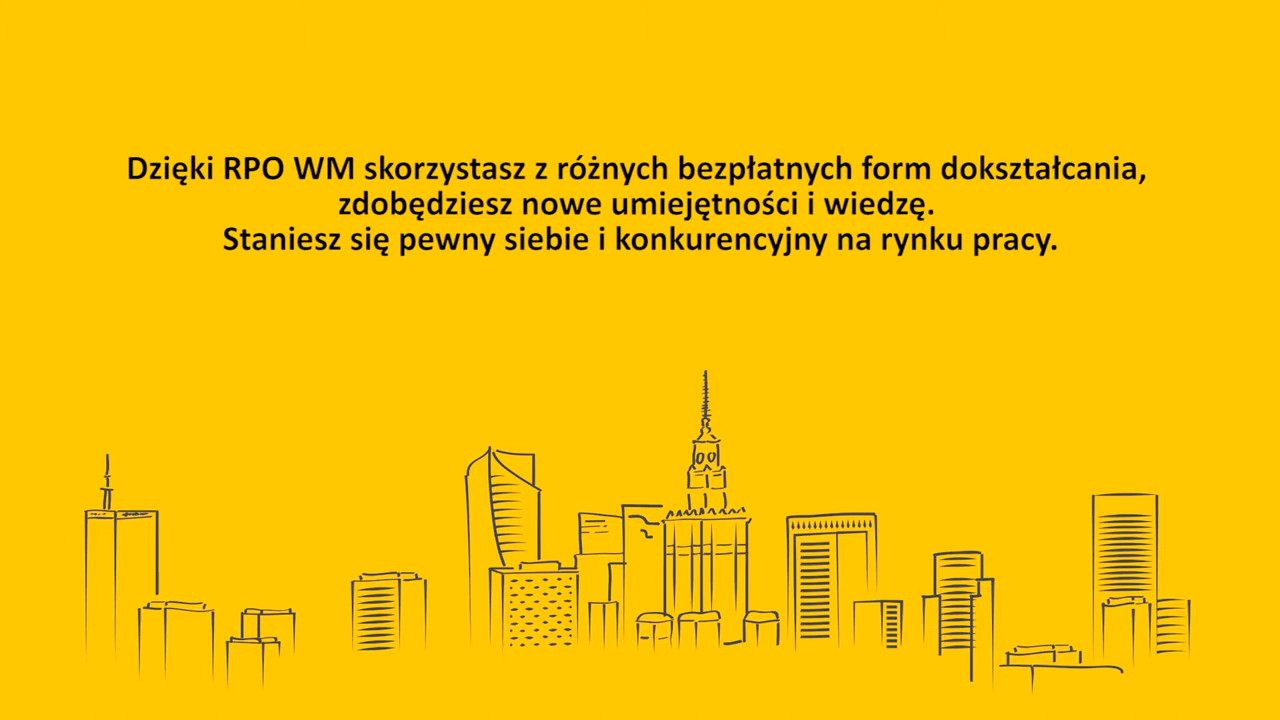 Dzięki RPO WM skorzystasz z różnych bezpłatnych form dokształcania,
zdobędziesz nowe umiejętności i wiedzę.
Staniesz się pewny siebie i konkurencyjny na rynku pracy.